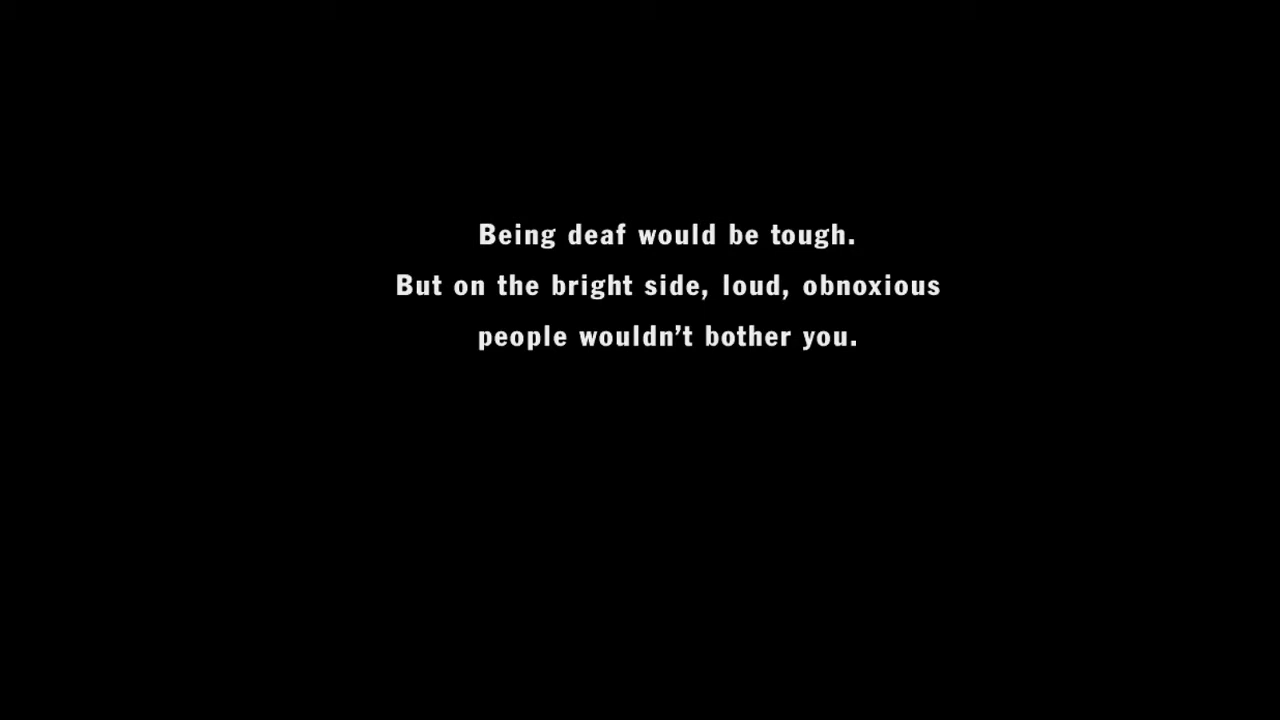 Being deaf would be tough.
But on the bright side, loud, obnoxious
people wouldn’t bother you.